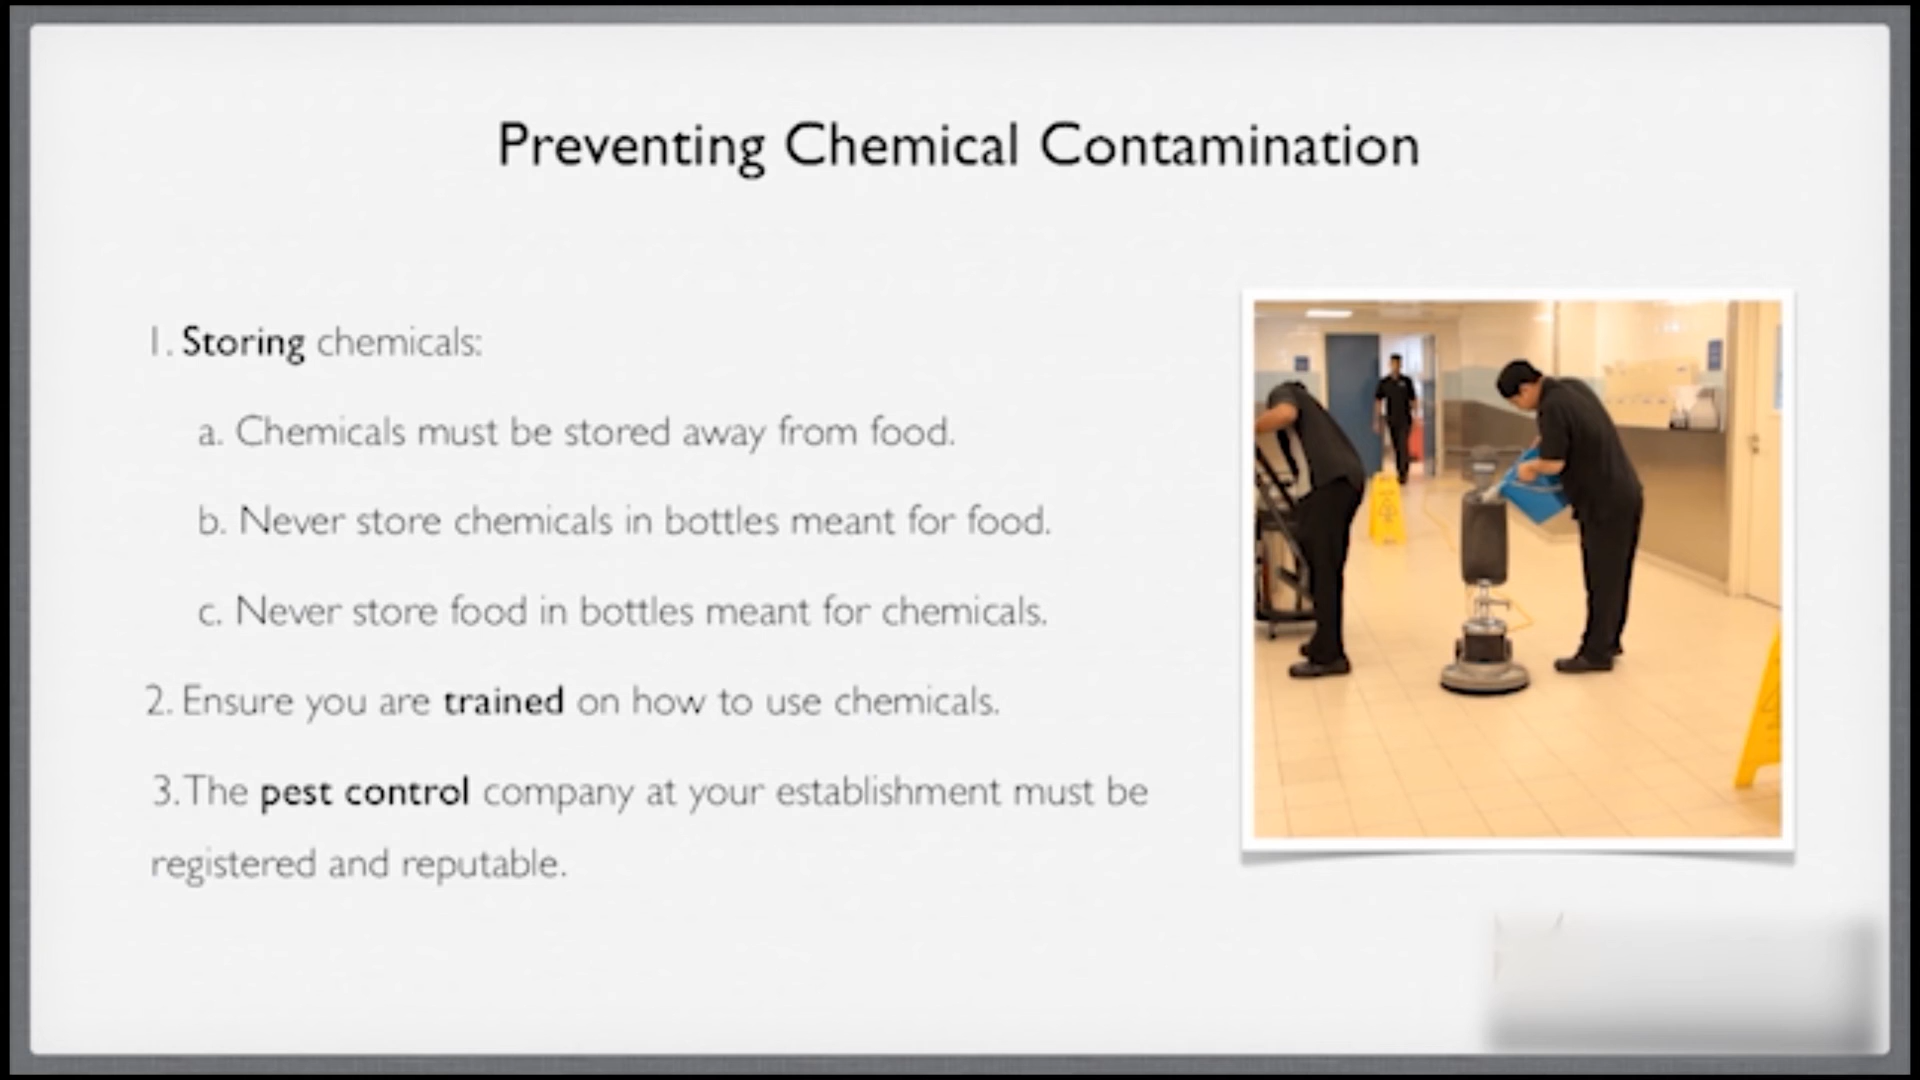 Preventing Chemical Contamination
1. Storing chemicals:
a. Chemicals must be stored away from food.
b. Never store chemicals in bottles meant for food.
c. Never store food in bottles meant for chemicals.
2. Ensure you are trained on how to use chemicals.
3. The pest control company at your establishment must be
registered and reputable.